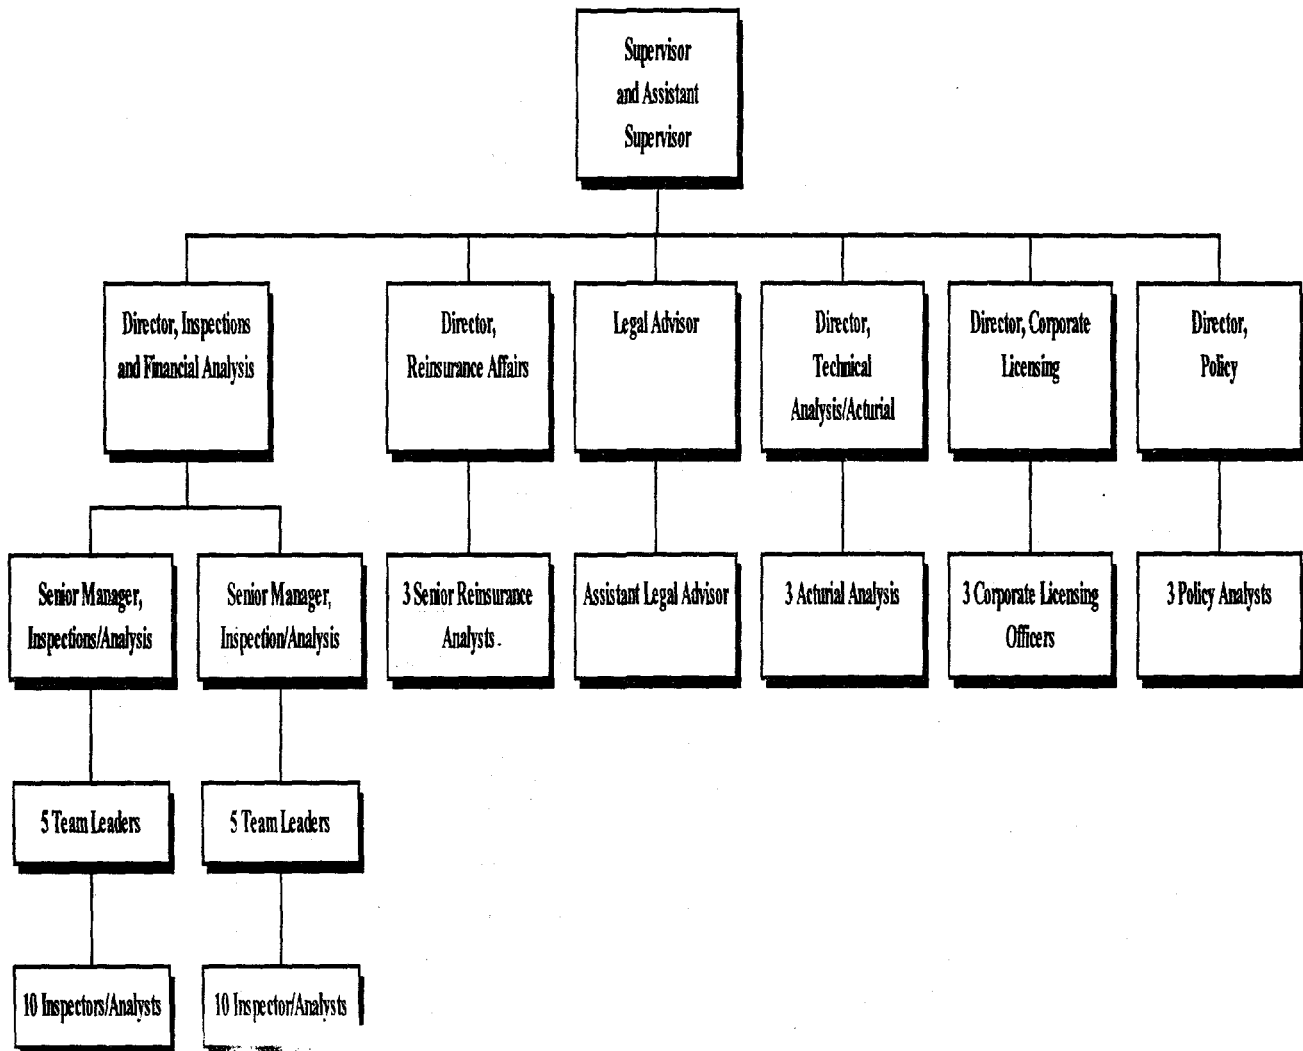 Supervisor
and Assistant
Supervisor
Director, Inspections
and Financial Analysis
Director,
Reinsurance Affairs
Legal Advisor
Director,
Technical
Analysis/Acturial
Director, Corporate
Licensing
Director,
Policy
Senior Manager,
Inspections/Analysis
Senior Manager,
Inspection/Analysis
3 Senior Reinsurance
Analysts
Assistant Legal Advisor
3 Acturial Analysis
3 Corporate Licensing
Officers
3 Policy Analysts
5 Team Leaders
5 Team Leaders
10 Inspectors/Analysts
10 Inspector/Analysts